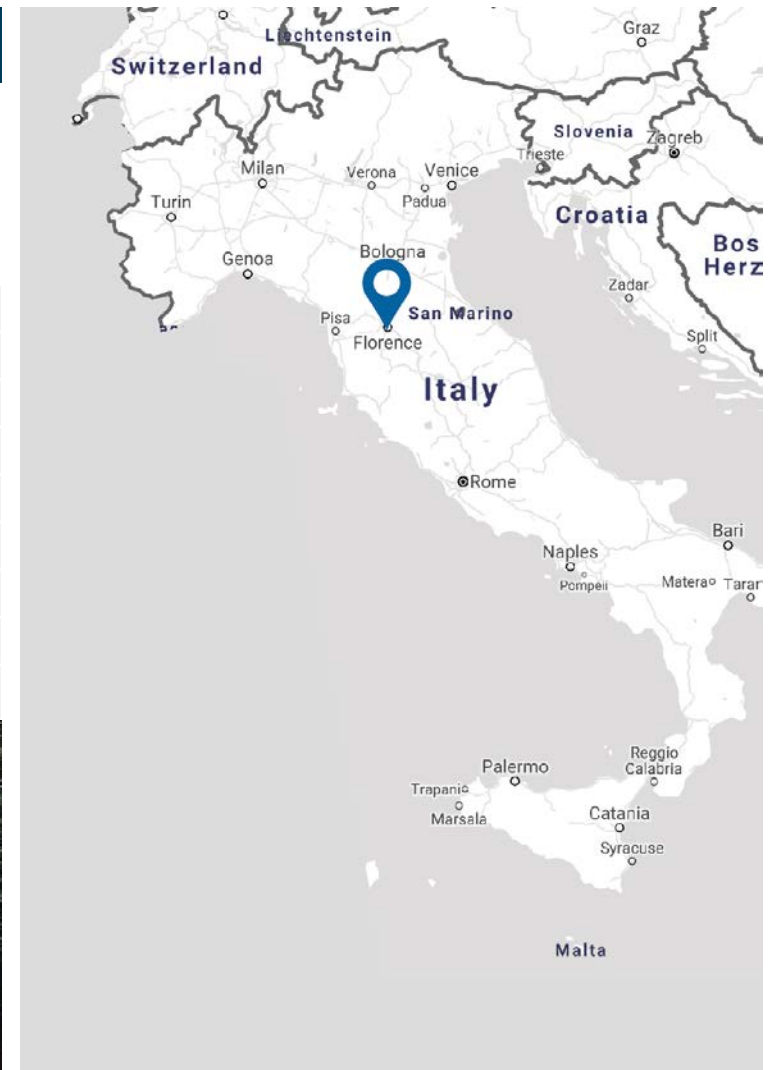 Graz
Liechtenstein
Switzerland
Slovenia
Zagreb
Trieste
Milan
Verona
Venice
Padua
Turin
Croatia
Bologna
Bos
Herz
Genoa
Zadar
Pisa
San Marino
Florence
Split
Italy
Rome
Bari
Naples
Pompeii
Matera
Tarar
Reggio
Calabria
Palermo
Trapani
Marsala
Catania
Syracuse
Malta